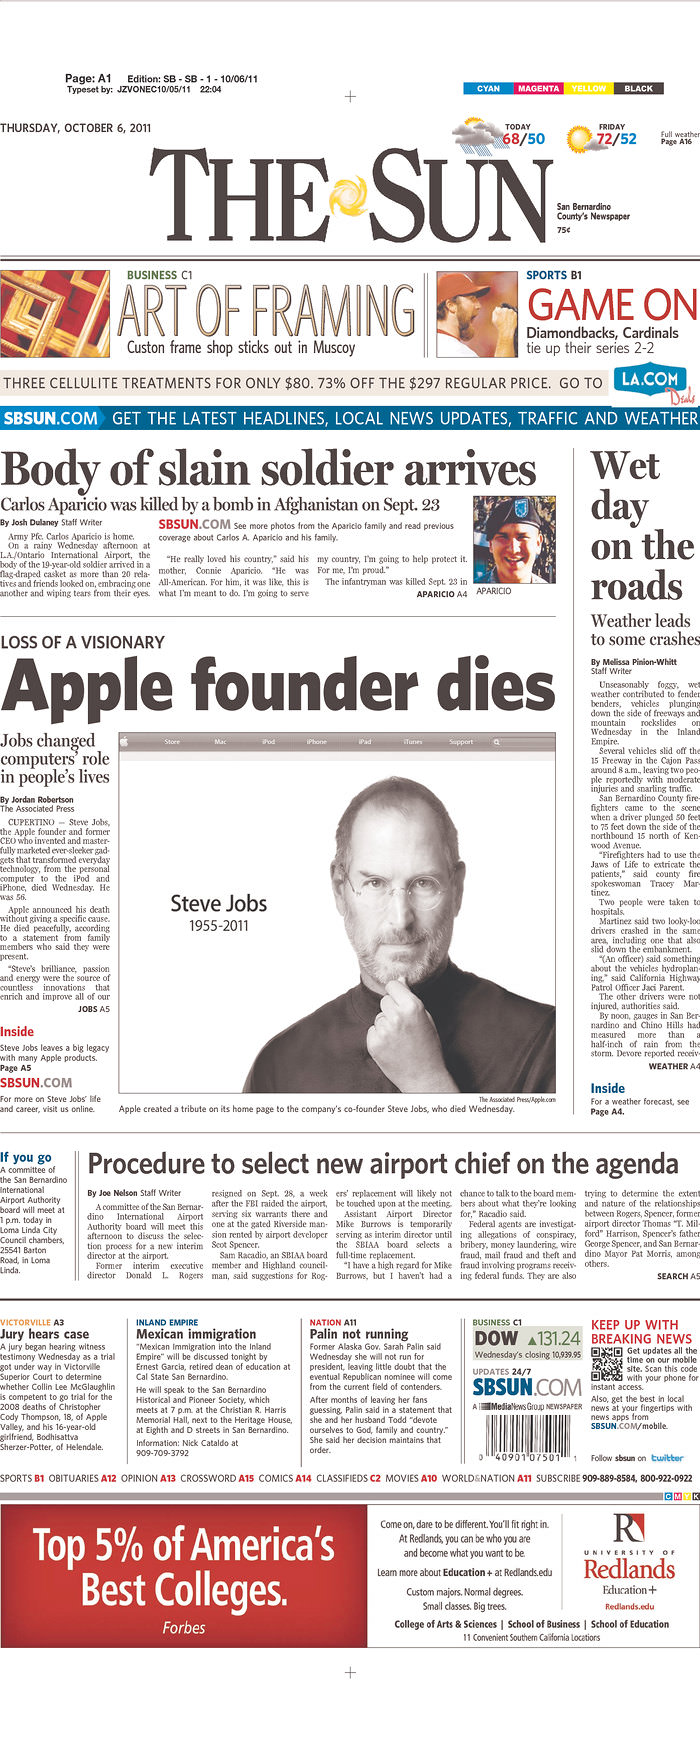 Page: A1 Edition: SB - SB - 1 - 10/06/11
Typeset by: JZVONEC10/05/11 22:04
CYAN MAGENTA YELLOW BLACK
THURSDAY, OCTOBER 6, 2011
TODAY
68/50
FRIDAY
72/52
Full weather
Page A16
THE SUN
San Bernardino
County's Newspaper
75¢
BUSINESS C1
ART OF FRAMING
Custon frame shop sticks out in Muscoy
SPORTS B1
GAME ON
Diamondbacks, Cardinals
tie up their series 2-2
THREE CELLULITE TREATMENTS FOR ONLY $80. 73% OFF THE $297 REGULAR PRICE. GO TO
LA.COM
Deals
SBSUN.COM GET THE LATEST HEADLINES, LOCAL NEWS UPDATES, TRAFFIC AND WEATHER
Body of slain soldier arrives
Carlos Aparicio was killed by a bomb in Afghanistan on Sept. 23
By Josh Dulaney Staff Writer
Army Pfc. Carlos Aparicio is home.
On a rainy Wednesday afternoon at
L.A./Ontario International Airport, the
body of the 19-year-old soldier arrived in a
flag-draped casket as more than 20 rela-
tives and friends looked on, embracing one
another and wiping tears from their eyes.
SBSUN.COM See more photos from the Aparicio family and read previous
coverage about Carlos A. Aparicio and his family.
"He really loved his country," said his
mother, Connie Aparicio. "He was
All-American. For him, it was like, this is
what I'm meant to do. I'm going to serve
my country, I'm going to help protect it.
For me, I'm proud."
The infantryman was killed Sept. 23 in
APARICIO A4
APARICIO
Wet
day
on the
roads
Weather leads
to some crashes
By Melissa Pinion-Whitt
Staff Writer
Unseasonably foggy, wet
weather contributed to fender
benders, vehicles plunging
down the side of freeways and
mountain rockslides on
Wednesday in the Inland
Empire.
Several vehicles slid off the
15 Freeway in the Cajon Pass
around 8 a.m., leaving two peo-
ple reportedly with moderate
injuries and snarling traffic.
San Bernardino County fire-
fighters came to the scene
when a driver plunged 50 feet
to 75 feet down the side of the
northbound 15 north of Ken-
wood Avenue.
"Firefighters had to use the
Jaws of Life to extricate the
patients," said county fire
spokeswoman Tracey Mar-
tinez.
Two people were taken to
hospitals.
Martinez said two looky-loo
drivers crashed in the same
area, including one that also
slid down the embankment.
"(An officer) said something
about the vehicles hydroplan-
ing," said California Highway
Patrol Officer Jaci Parent.
The other drivers were not
injured, authorities said.
By noon, gauges in San Ber-
nardino and Chino Hills had
measured more than a
half-inch of rain from the
storm. Devore reported receiv-
WEATHER A4
Inside
For a weather forecast, see
Page A4.
LOSS OF A VISIONARY
Apple founder dies
Jobs changed
computers' role
in people's lives
By Jordan Robertson
The Associated Press
CUPERTINO — Steve Jobs,
the Apple founder and former
CEO who invented and master-
fully marketed ever-sleeker gad-
gets that transformed everyday
technology, from the personal
computer to the iPod and
iPhone, died Wednesday. He
was 56.
Apple announced his death
without giving a specific cause.
He died peacefully, according
to a statement from family
members who said they were
present.
"Steve's brilliance, passion
and energy were the source of
countless innovations that
enrich and improve all of our
JOBS A5
Inside
Steve Jobs leaves a big legacy
with many Apple products.
Page A5
SBSUN.COM
For more on Steve Jobs' life
and career, visit us online.
Store Mac iPod iPhone iPad iTunes Support
Steve Jobs
1955-2011
The Associated Press/Apple.com
Apple created a tribute on its home page to the company's co-founder Steve Jobs, who died Wednesday.
If you go
A committee of
the San Bernardino
International
Airport Authority
board will meet at
1 p.m. today in
Loma Linda City
Council chambers,
25541 Barton
Road, in Loma
Linda.
Procedure to select new airport chief on the agenda
By Joe Nelson Staff Writer
A committee of the San Bernar-
dino International Airport
Authority board will meet this
afternoon to discuss the selec-
tion process for a new interim
director at the airport.
Former interim executive
director Donald L. Rogers
resigned on Sept. 28, a week
after the FBI raided the airport,
serving six warrants there and
one at the gated Riverside man-
sion rented by airport developer
Scot Spencer.
Sam Racadio, an SBIAA board
member and Highland council-
man, said suggestions for Rog-
ers' replacement will likely not
be touched upon at the meeting.
Assistant Airport Director
Mike Burrows is temporarily
serving as interim director until
the SBIAA board selects a
full-time replacement.
"I have a high regard for Mike
Burrows, but I haven't had a
chance to talk to the board mem-
bers about what they're looking
for," Racadio said.
Federal agents are investigat-
ing allegations of conspiracy,
bribery, money laundering, wire
fraud, mail fraud and theft and
fraud involving programs receiv-
ing federal funds. They are also
trying to determine the extent
and nature of the relationships
between Rogers, Spencer, former
airport director Thomas "T. Mil-
ford" Harrison, Spencer's father
George Spencer, and San Bernar-
dino Mayor Pat Morris, among
others.
SEARCH A5
VICTORVILLE A3
Jury hears case
A jury began hearing witness
testimony Wednesday as a trial
got under way in Victorville
Superior Court to determine
whether Collin Lee McGlaughlin
is competent to go trial for the
2008 deaths of Christopher
Cody Thompson, 18, of Apple
Valley, and his 16-year-old
girlfriend, Bodhisattva
Sherzer-Potter, of Helendale.
INLAND EMPIRE
Mexican immigration
"Mexican Immigration into the Inland
Empire" will be discussed tonight by
Ernest Garcia, retired dean of education at
Cal State San Bernardino.
He will speak to the San Bernardino
Historical and Pioneer Society, which
meets at 7 p.m. at the Christian R. Harris
Memorial Hall, next to the Heritage House,
at Eighth and D streets in San Bernardino.
Information: Nick Cataldo at
909-709-3792
NATION A11
Palin not running
Former Alaska Gov. Sarah Palin said
Wednesday she will not run for
president, leaving little doubt that the
eventual Republican nominee will come
from the current field of contenders.
After months of leaving her fans
guessing, Palin said in a statement that
she and her husband Todd "devote
ourselves to God, family and country."
She said her decision maintains that
order.
BUSINESS C1
DOW ▲131.24
Wednesday's closing 10,939.95
UPDATES 24/7
SBSUN.COM
A MediaNews Group NEWSPAPER
0 40901 07501 1
KEEP UP WITH
BREAKING NEWS
Get updates all the
time on our mobile
site. Scan this code
with your phone for
instant access.
Also, get the best in local
news at your fingertips with
news apps from
SBSUN.COM/mobile.
Follow sbsun on twitter
SPORTS B1 OBITUARIES A12 OPINION A13 CROSSWORD A15 COMICS A14 CLASSIFIEDS C2 MOVIES A10 WORLD&NATION A11 SUBSCRIBE 909-889-8584, 800-922-0922
C M Y K
Top 5% of America's
Best Colleges.
Forbes
Come on, dare to be different. You'll fit right in.
At Redlands, you can be who you are
and become what you want to be.
Learn more about Education+ at Redlands.edu
Custom majors. Normal degrees.
Small classes. Big trees.
R
UNIVERSITY OF
Redlands
Education+
Redlands.edu
College of Arts & Sciences | School of Business | School of Education
11 Convenient Southern California Locations